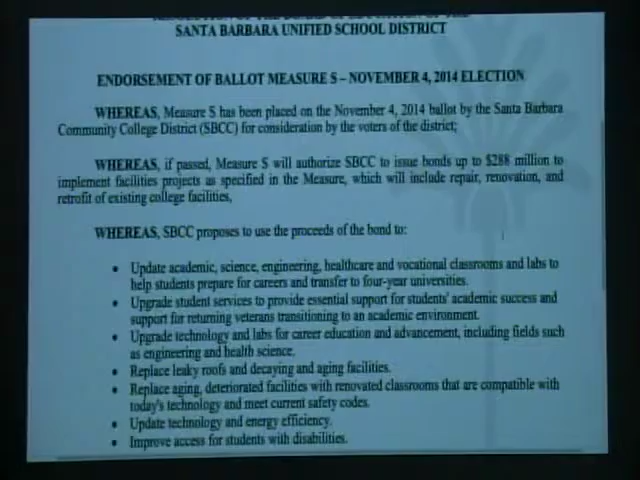 RESOLUTION OF THE BOARD OF EDUCATION OF THE
SANTA BARBARA UNIFIED SCHOOL DISTRICT
ENDORSEMENT OF BALLOT MEASURE S – NOVEMBER 4, 2014 ELECTION
WHEREAS, Measure S has been placed on the November 4, 2014 ballot by the Santa Barbara
Community College District (SBCC) for consideration by the voters of the district;
WHEREAS, if passed, Measure S will authorize SBCC to issue bonds up to $288 million to
implement facilities projects as specified in the Measure, which will include repair, renovation, and
retrofit of existing college facilities,
WHEREAS, SBCC proposes to use the proceeds of the bond to:
• Update academic, science, engineering, healthcare and vocational classrooms and labs to
help students prepare for careers and transfer to four-year universities.
• Upgrade student services to provide essential support for students' academic success and
support for returning veterans transitioning to an academic environment.
• Upgrade technology and labs for career education and advancement, including fields such
as engineering and health science.
• Replace leaky roofs and decaying and aging facilities.
• Replace aging, deteriorated facilities with renovated classrooms that are compatible with
today's technology and meet current safety codes.
• Update technology and energy efficiency.
• Improve access for students with disabilities.